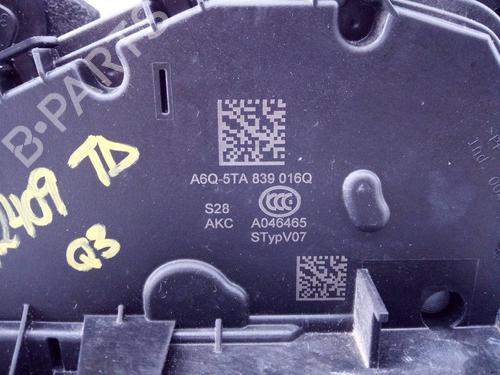 B-PARTS
A6Q-5TA 839 016Q
S28
CCC
AKC A046465
STypV07
2409 TD
Q3